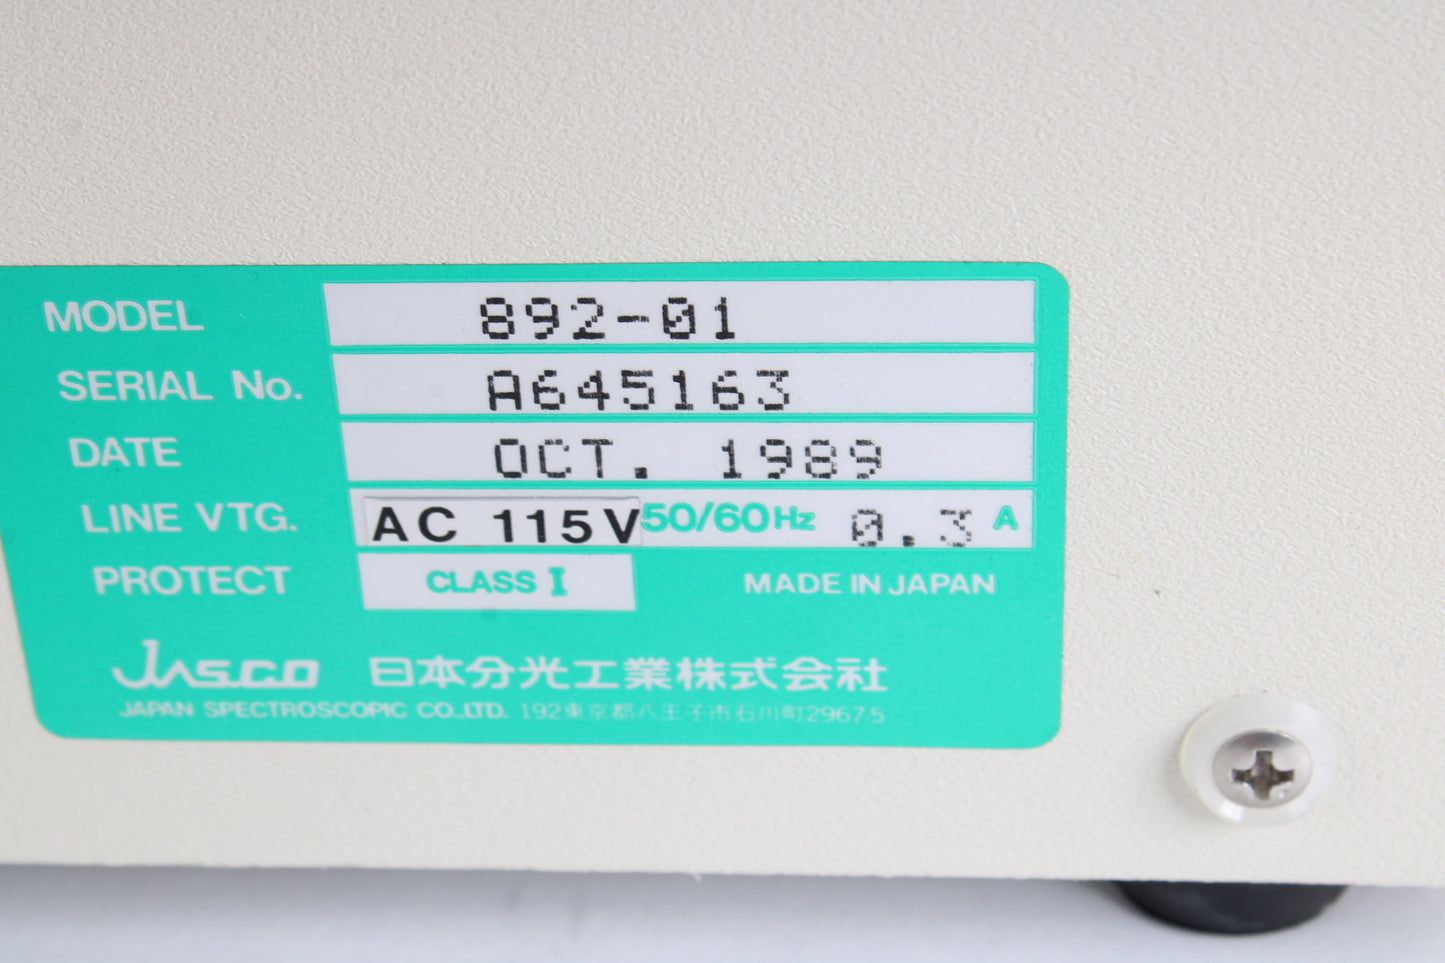 MODEL 892-01
SERIAL No. A645163
DATE OCT. 1989
LINE VTG. AC 115V 50/60Hz 0.3 A
PROTECT CLASS I MADE IN JAPAN
JASCO 日本分光工業株式会社
JAPAN SPECTROSCOPIC CO.,LTD. 192東京都八王子市石川町2967-5